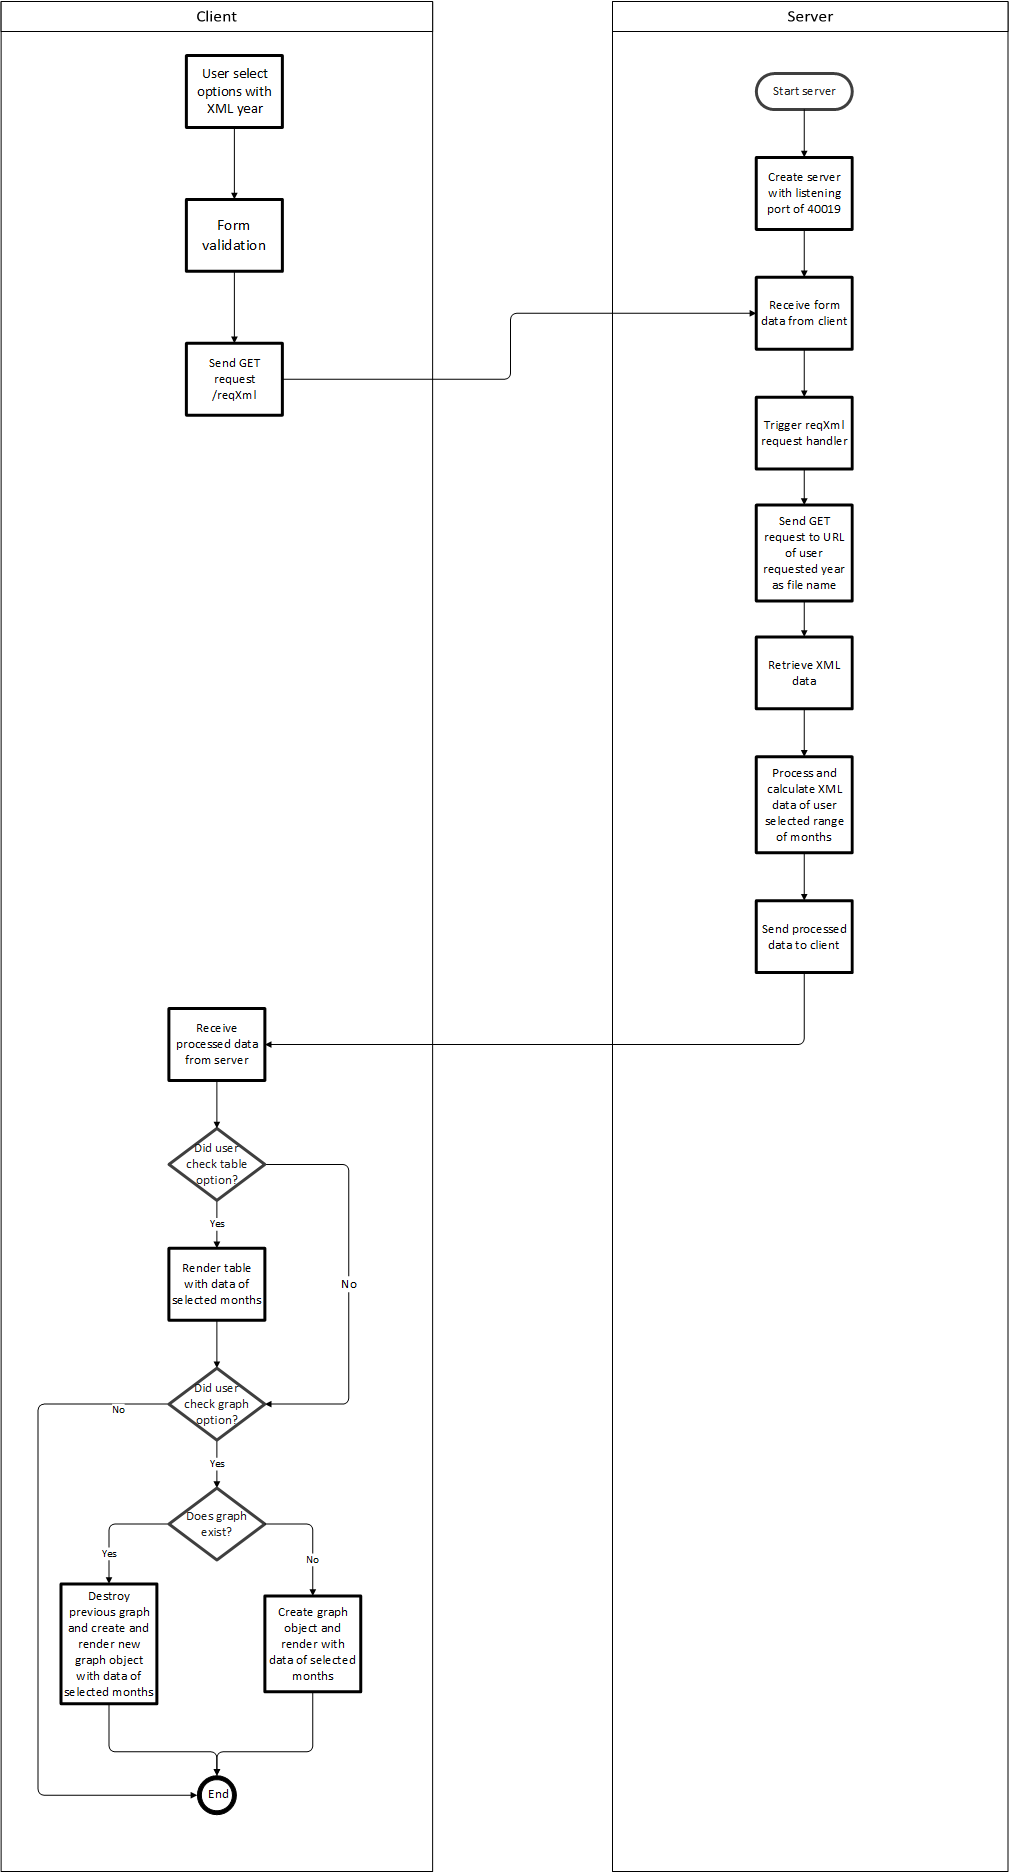 Client
User select
options with
XML year
Form
validation
Send GET
request
/reqXml
Server
Start server
Create server
with listening
port of 40019
Receive form
data from client
Trigger reqXml
request handler
Send GET
request to URL
of user
requested year
as file name
Retrieve XML
data
Process and
calculate XML
data of user
selected range
of months
Send processed
data to client
Receive
processed data
from server
Did user
check table
option?
Yes
No
Render table
with data of
selected months
Did user
check graph
option?
No
Yes
Does graph
exist?
Yes
No
Destroy
previous graph
and create and
render new
graph object
with data of
selected months
Create graph
object and
render with
data of selected
months
End